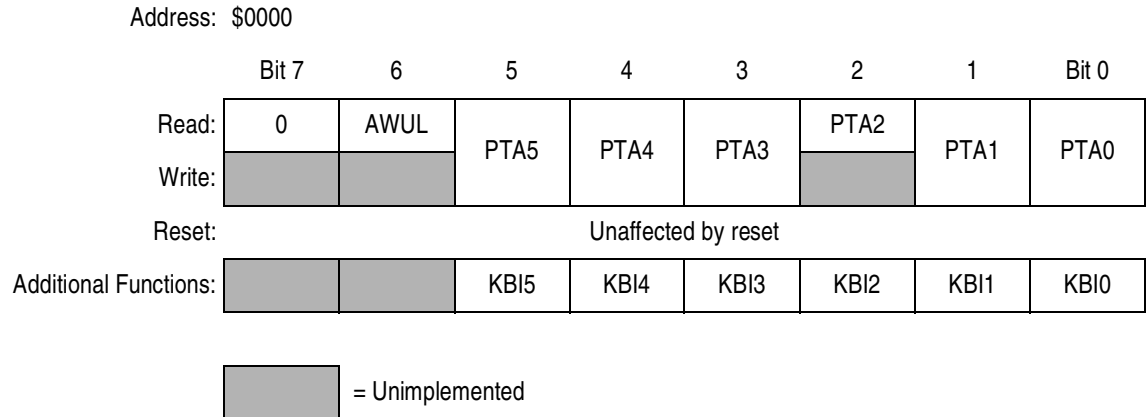 Address: $0000
Bit 7 6 5 4 3 2 1 Bit 0
Read: 0 AWUL PTA5 PTA4 PTA3 PTA2 PTA1 PTA0
Write:
Reset: Unaffected by reset
Additional Functions: KBI5 KBI4 KBI3 KBI2 KBI1 KBI0
= Unimplemented